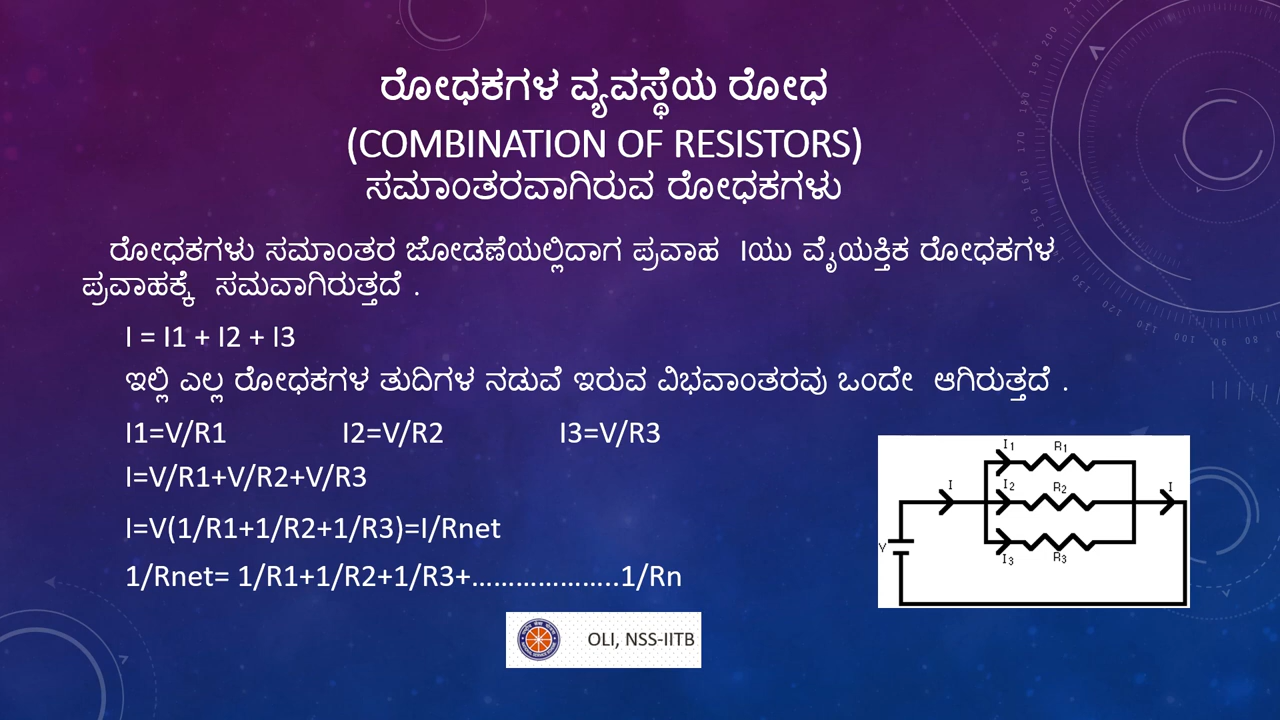 ರೋಧಕಗಳ ವ್ಯವಸ್ಥೆಯ ರೋಧ
(COMBINATION OF RESISTORS)
ಸಮಾಂತರವಾಗಿರುವ ರೋಧಕಗಳು
ರೋಧಕಗಳು ಸಮಾಂತರ ಜೋಡಣೆಯಲ್ಲಿದಾಗ ಪ್ರವಾಹ Iಯು ವೈಯಕ್ತಿಕ ರೋಧಕಗಳ
ಪ್ರವಾಹಕ್ಕೆ ಸಮವಾಗಿರುತ್ತದೆ .
I = I1 + I2 + I3
ಇಲ್ಲಿ ಎಲ್ಲ ರೋಧಕಗಳ ತುದಿಗಳ ನಡುವೆ ಇರುವ ವಿಭವಾಂತರವು ಒಂದೇ ಆಗಿರುತ್ತದೆ .
I1=V/R1 I2=V/R2 I3=V/R3
I=V/R1+V/R2+V/R3
I=V(1/R1+1/R2+1/R3)=I/Rnet
1/Rnet= 1/R1+1/R2+1/R3+………………..1/Rn
I1 R1
I I2 R2 I
V
I3 R3
OLI, NSS-IITB